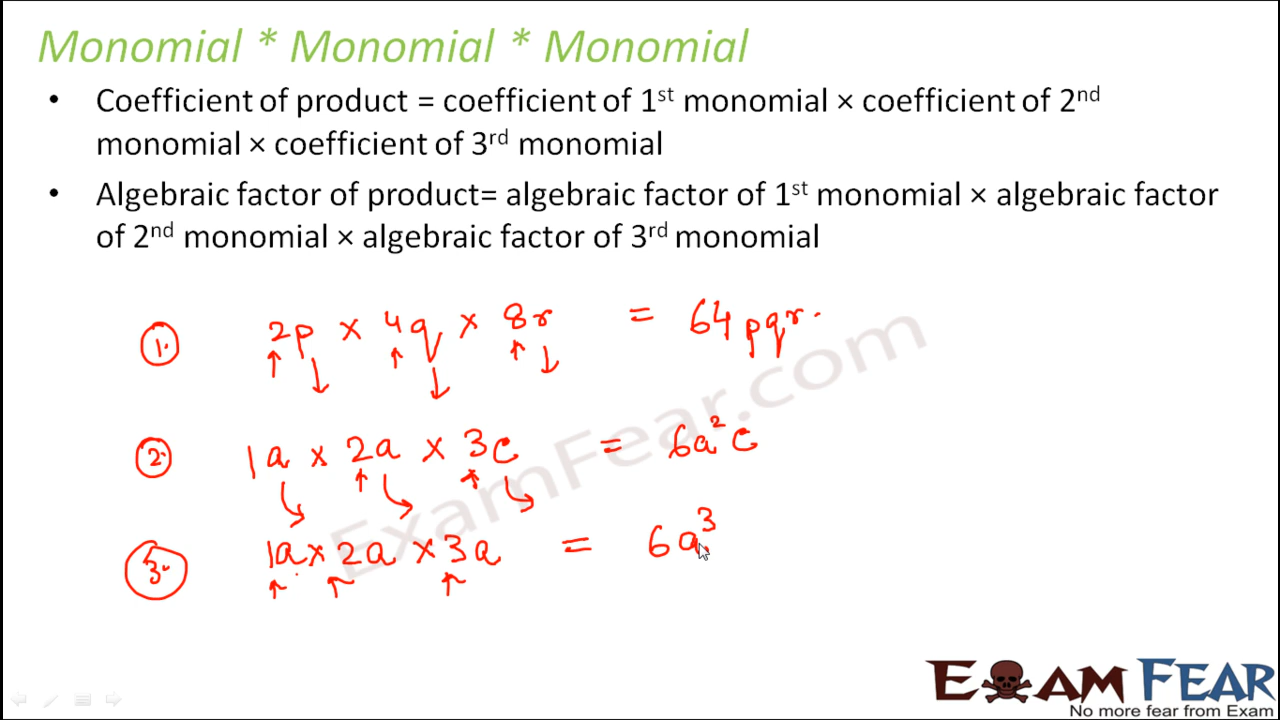 Monomial * Monomial * Monomial
• Coefficient of product = coefficient of 1st monomial × coefficient of 2nd
monomial × coefficient of 3rd monomial
• Algebraic factor of product= algebraic factor of 1st monomial × algebraic factor
of 2nd monomial × algebraic factor of 3rd monomial
1. 2p × 4q × 8r = 64pqr.
2. 1a × 2a × 3c = 6a²c
3. 1a × 2a × 3a = 6a³
ExamFear.com
EXAM FEAR
No more fear from Exam